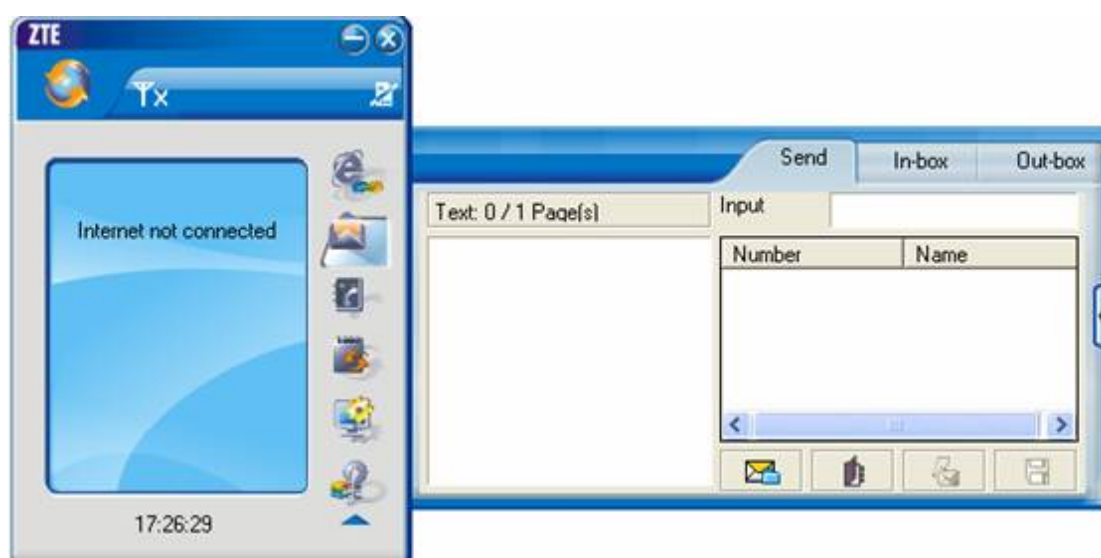 ZTE
Internet not connected
17:26:29
Send In-box Out-box
Text: 0 / 1 Page(s) Input
Number Name